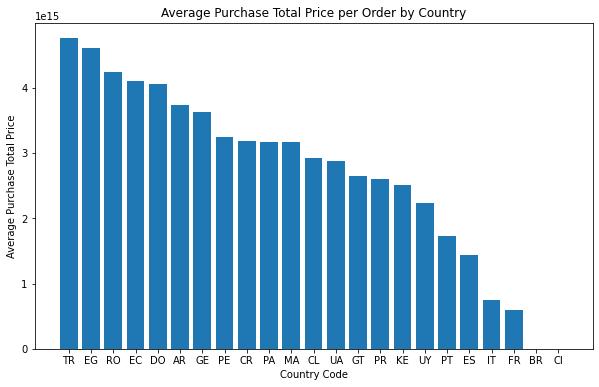 Average Purchase Total Price per Order by Country
1e15
4
3
2
1
0
Average Purchase Total Price
TR EG RO EC DO AR GE PE CR PA MA CL UA GT PR KE UY PT ES IT FR BR CI
Country Code